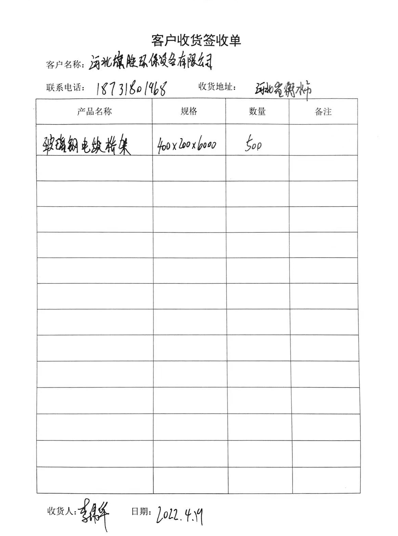 客户收货签收单
客户名称：河北 胜环保设备有限公司
联系电话：18731801968 收货地址：河北省衡水市
产品名称 规格 数量 备注
玻璃钢电缆桥架 400x200x6000 500
收货人：李 日期：2022.4.19